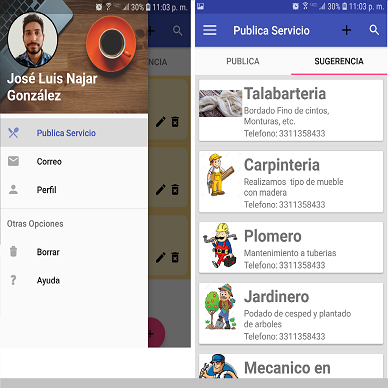 30% 11:03 p. m.
José Luis Najar
González
NCIA
Publica Servicio
Correo
Perfil
Otras Opciones
Borrar
Ayuda
30% 11:03 p. m.
Publica Servicio
PUBLICA
SUGERENCIA
Talabarteria
Bordado Fino de cintos,
Monturas, etc.
Telefono: 3311358433
Carpinteria
Realizamos tipo de mueble
con madera
Telefono: 3311358433
Plomero
Mantenimiento a tuberias
Telefono: 3311358433
Jardinero
Podado de cesped y plantado
de arboles
Telefono: 3311358433
Mecanico en